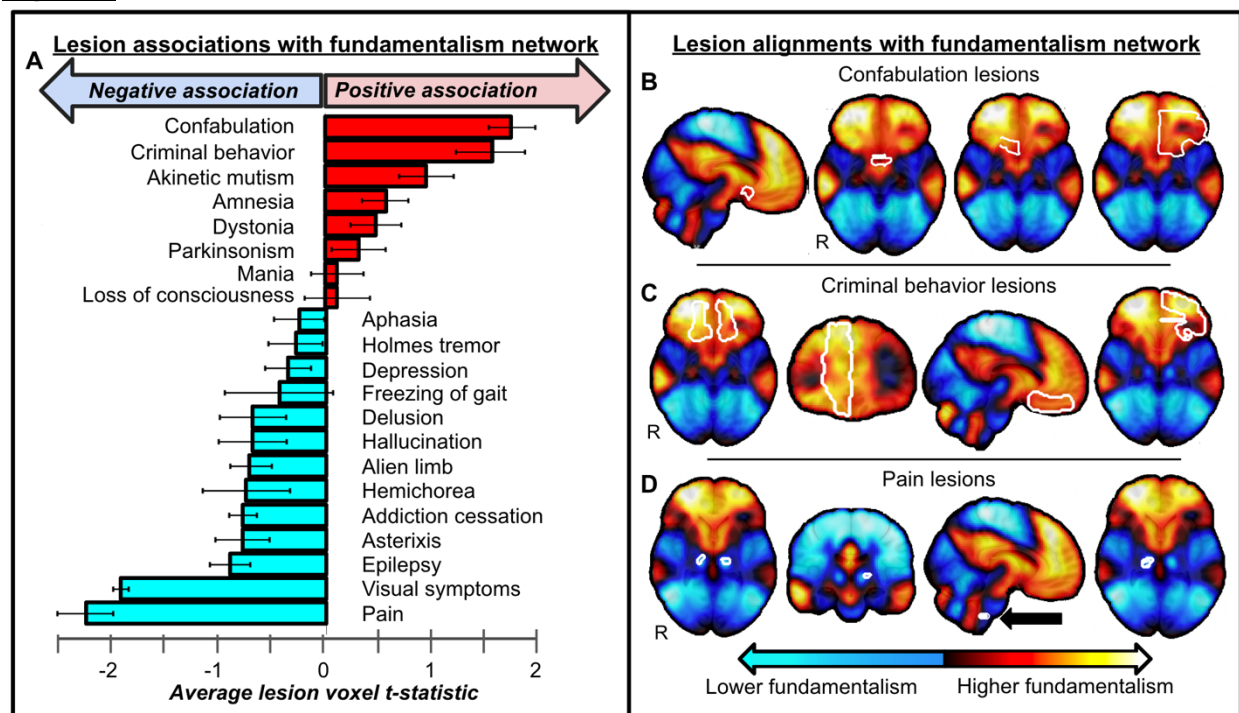 Lesion associations with fundamentalism network
A
Negative association
Positive association
Confabulation
Criminal behavior
Akinetic mutism
Amnesia
Dystonia
Parkinsonism
Mania
Loss of consciousness
Aphasia
Holmes tremor
Depression
Freezing of gait
Delusion
Hallucination
Alien limb
Hemichorea
Addiction cessation
Asterixis
Epilepsy
Visual symptoms
Pain
-2 -1 0 1 2
Average lesion voxel t-statistic
Lesion alignments with fundamentalism network
B
Confabulation lesions
R
C
Criminal behavior lesions
R
D
Pain lesions
R
Lower fundamentalism Higher fundamentalism